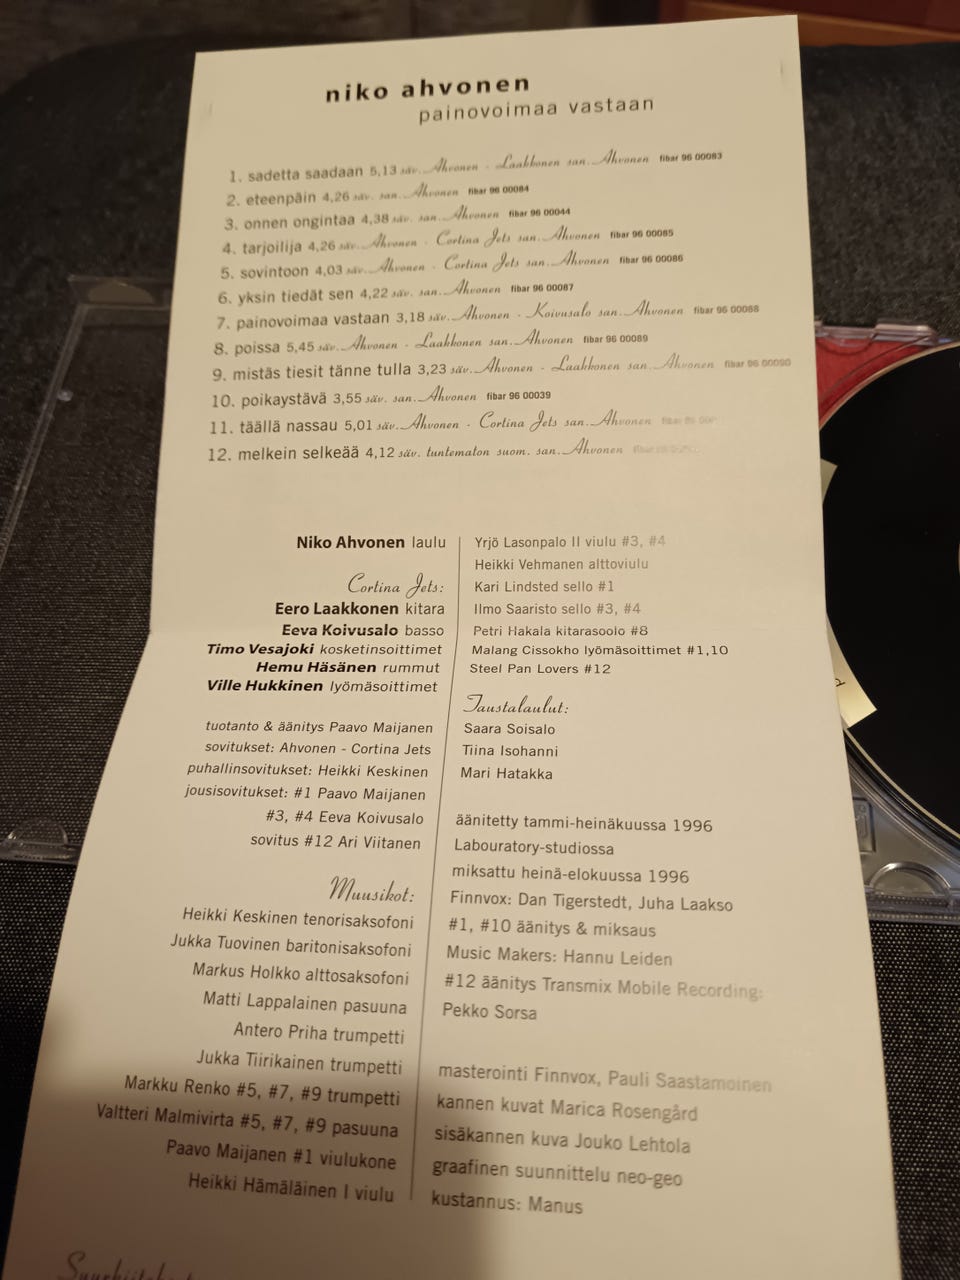 niko ahvonen
painovoimaa vastaan
1. sadetta saadaan 5,13 säv. Ahvonen - Laakkonen san. Ahvonen fibar 96 00083
2. eteenpäin 4,26 säv. san. Ahvonen fibar 96 00084
3. onnen ongintaa 4,38 säv. san. Ahvonen fibar 96 00044
4. tarjoilija 4,26 säv. Ahvonen - Cortina Jets san. Ahvonen fibar 96 00085
5. sovintoon 4,03 säv. Ahvonen - Cortina Jets san. Ahvonen fibar 96 00086
6. yksin tiedät sen 4,22 säv. san. Ahvonen fibar 96 00087
7. painovoimaa vastaan 3,18 säv. Ahvonen - Koivusalo san. Ahvonen fibar 96 00088
8. poissa 5,45 säv. Ahvonen - Laakkonen san. Ahvonen fibar 96 00089
9. mistäs tiesit tänne tulla 3,23 säv. Ahvonen - Laakkonen san. Ahvonen fibar 96 00090
10. poikaystävä 3,55 säv. san. Ahvonen fibar 96 00039
11. täällä nassau 5,01 säv. Ahvonen - Cortina Jets san. Ahvonen fibar 96
12. melkein selkeää 4,12 säv. tuntematon suom. san. Ahvonen fibar
Niko Ahvonen laulu
Cortina Jets:
Eero Laakkonen kitara
Eeva Koivusalo basso
Timo Vesajoki kosketinsoittimet
Hemu Häsänen rummut
Ville Hukkinen lyömäsoittimet
tuotanto & äänitys Paavo Maijanen
sovitukset: Ahvonen - Cortina Jets
puhallinsovitukset: Heikki Keskinen
jousisovitukset: #1 Paavo Maijanen
#3, #4 Eeva Koivusalo
sovitus #12 Ari Viitanen
Muusikot:
Heikki Keskinen tenorisaksofoni
Jukka Tuovinen baritonisaksofoni
Markus Holkko alttosaksofoni
Matti Lappalainen pasuuna
Antero Priha trumpetti
Jukka Tiirikainen trumpetti
Markku Renko #5, #7, #9 trumpetti
Valtteri Malmivirta #5, #7, #9 pasuuna
Paavo Maijanen #1 viulukone
Heikki Hämäläinen I viulu
Yrjö Lasonpalo II viulu #3, #4
Heikki Vehmanen alttoviulu
Kari Lindsted sello #1
Ilmo Saaristo sello #3, #4
Petri Hakala kitarasoolo #8
Malang Cissokho lyömäsoittimet #1,10
Steel Pan Lovers #12
Taustalaulut:
Saara Soisalo
Tiina Isohanni
Mari Hatakka
äänitetty tammi-heinäkuussa 1996
Labouratory-studiossa
miksattu heinä-elokuussa 1996
Finnvox: Dan Tigerstedt, Juha Laakso
#1, #10 äänitys & miksaus
Music Makers: Hannu Leiden
#12 äänitys Transmix Mobile Recording:
Pekko Sorsa
masterointi Finnvox, Pauli Saastamoinen
kannen kuvat Marica Rosengård
sisäkannen kuva Jouko Lehtola
graafinen suunnittelu neo-geo
kustannus: Manus